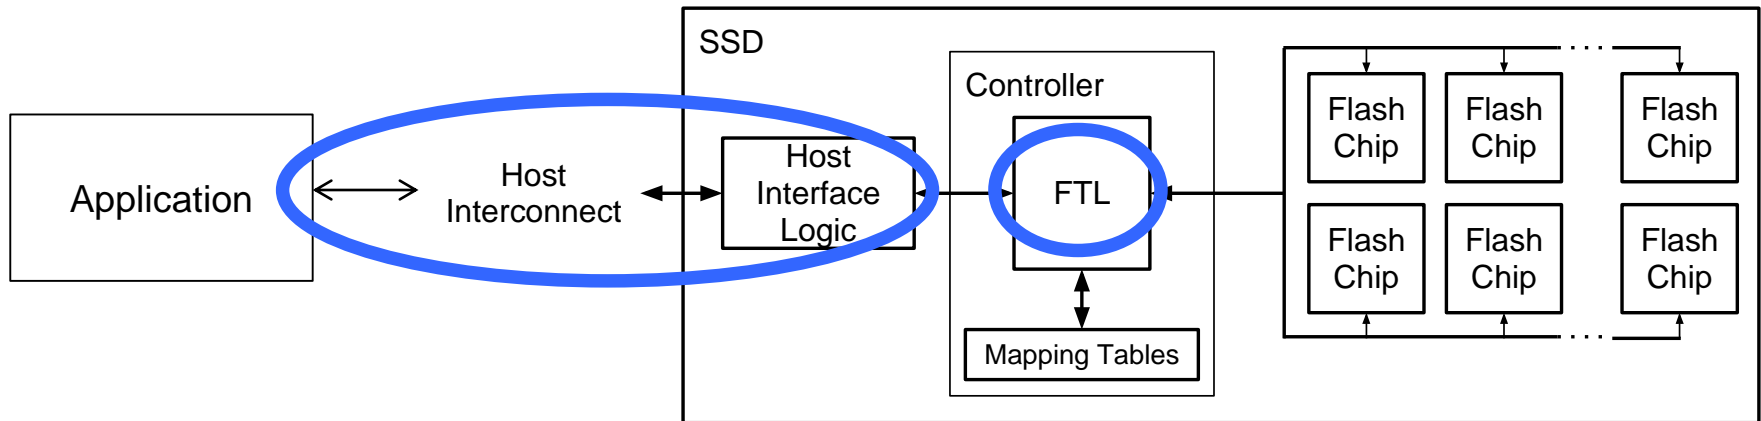 SSD
Application
Host
Interconnect
Host
Interface
Logic
Controller
FTL
Mapping Tables
Flash
Chip
Flash
Chip
Flash
Chip
Flash
Chip
Flash
Chip
Flash
Chip